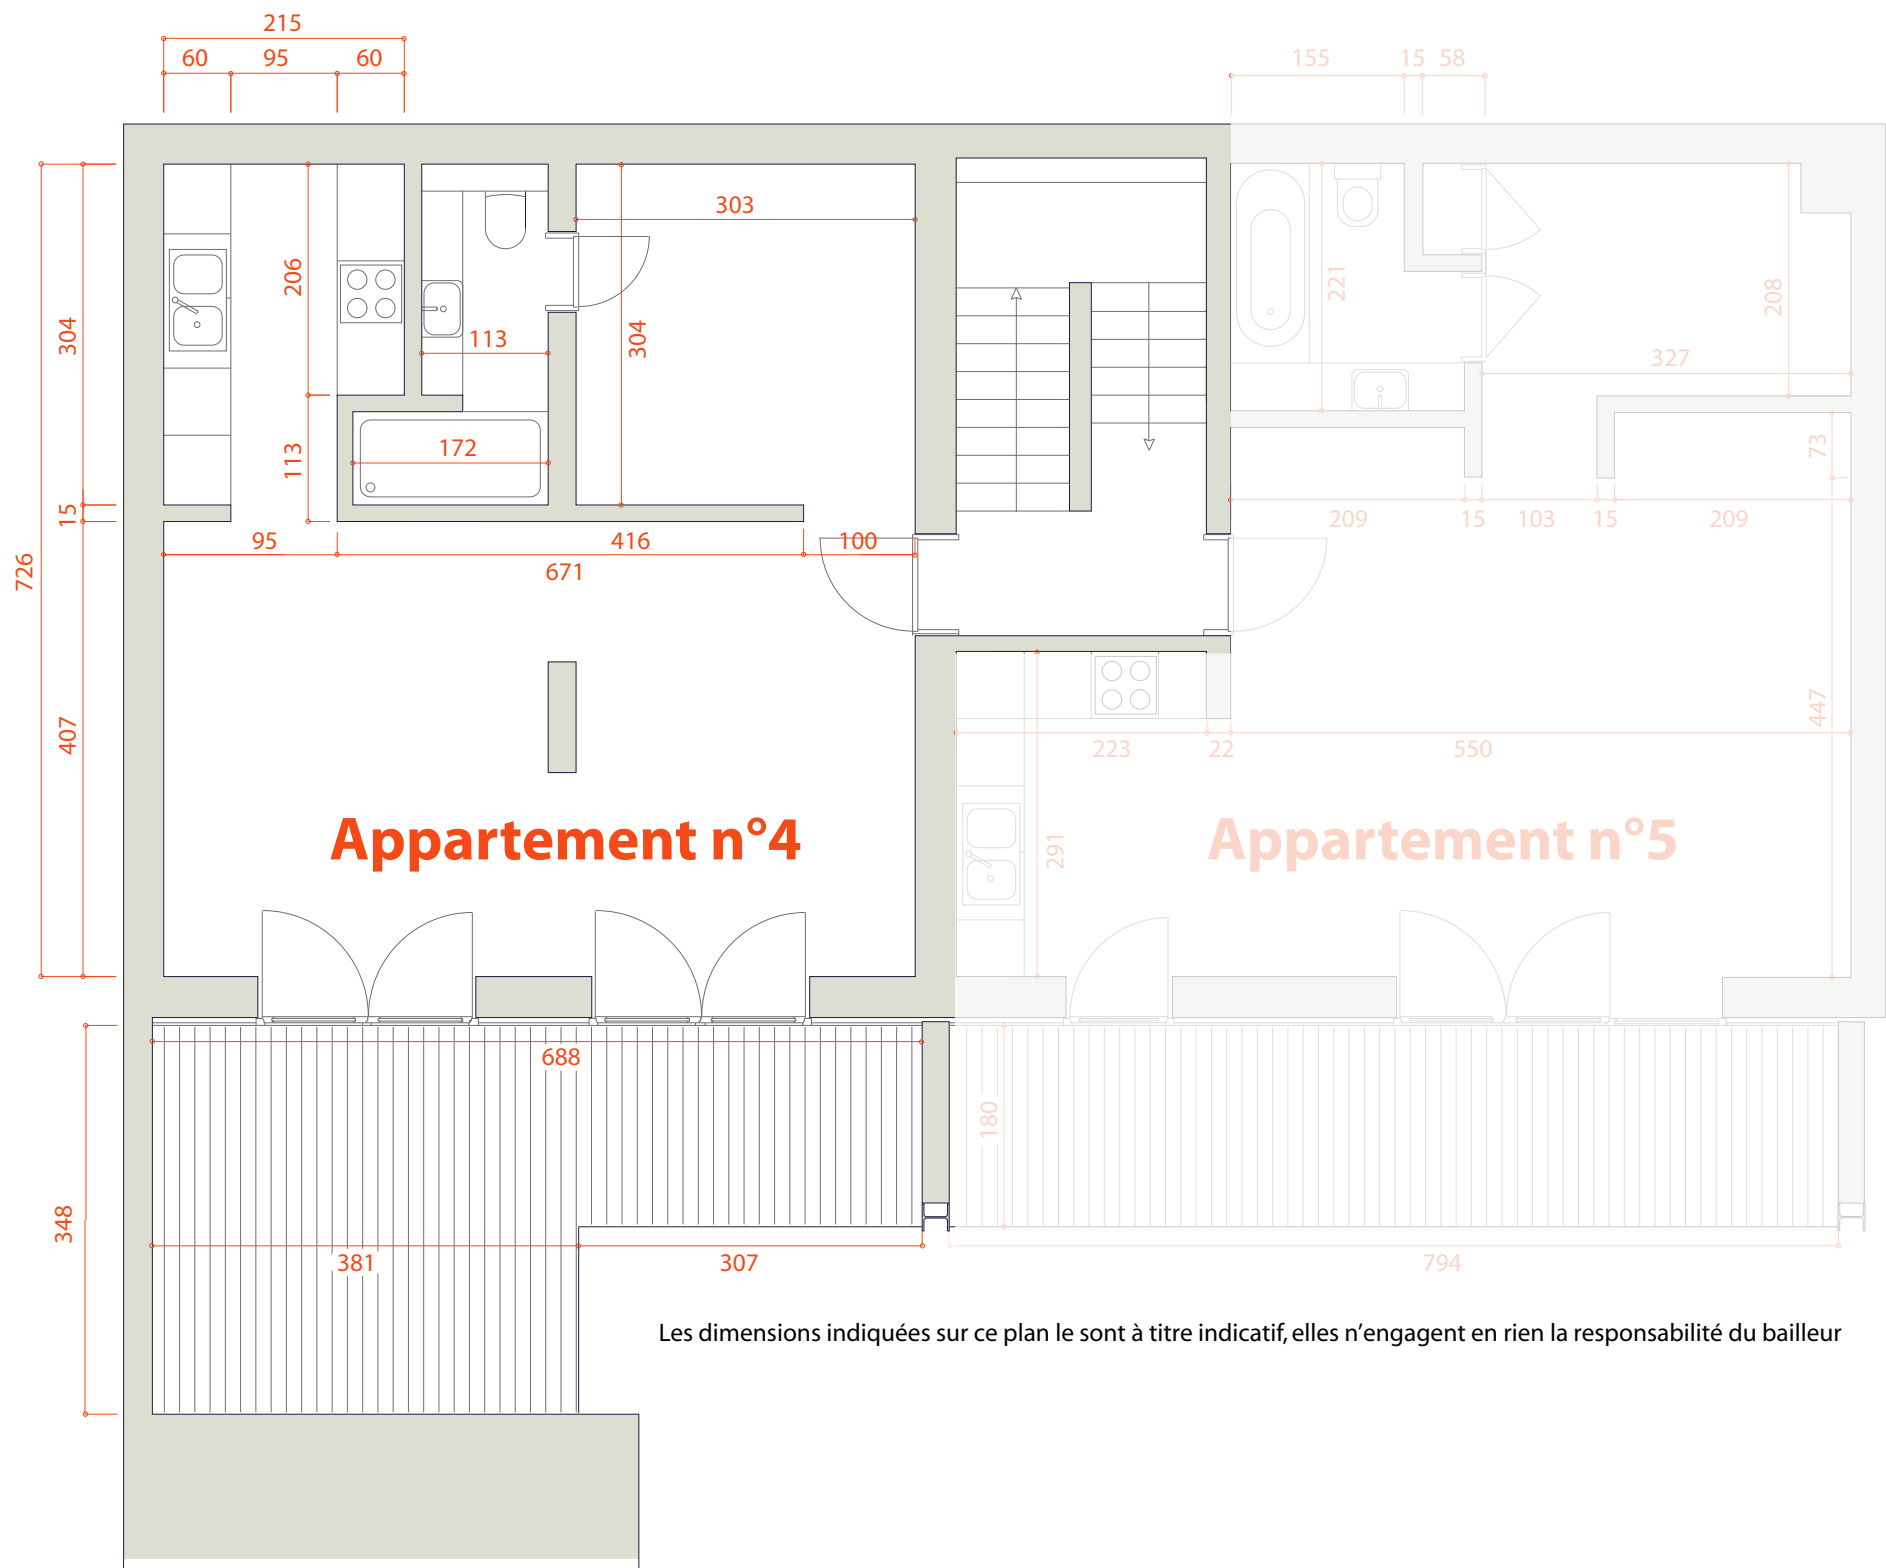 215
60 95 60
155 15 58
303
206
304
304
113
221
208
327
172
113
73
15
95 416 100
671
209 15 103 15 209
726
407
447
223 22 550
Appartement n°4
291
Appartement n°5
688
180
348
381 307
794
Les dimensions indiquées sur ce plan le sont à titre indicatif, elles n’engagent en rien la responsabilité du bailleur